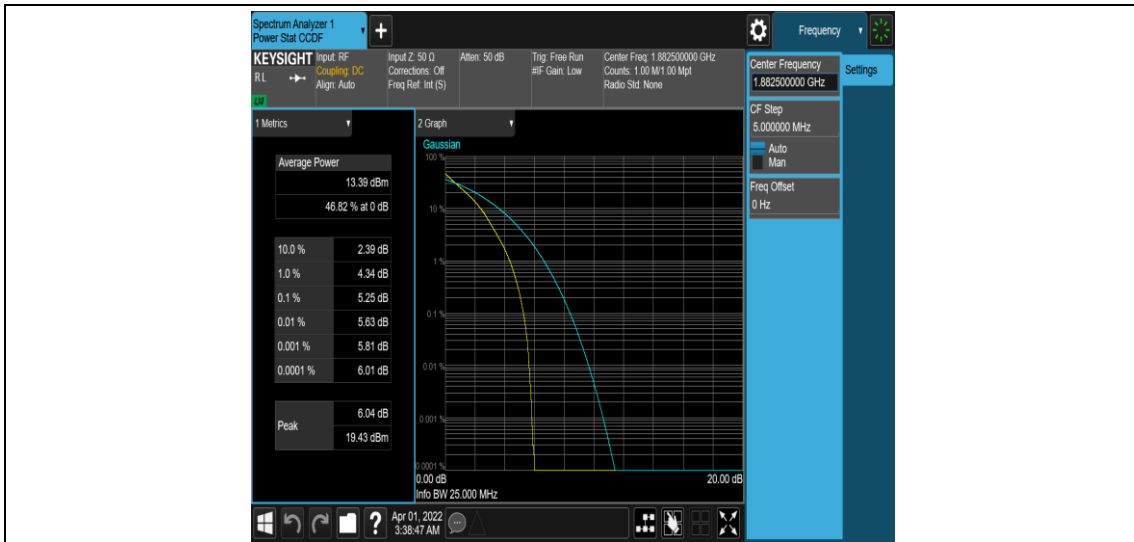 Spectrum Analyzer 1
Power Stat CCDF
+
Frequency
KEYSIGHT
RL
Input: RF
Coupling: DC
Align: Auto
Input Z: 50 Ω
Corrections: Off
Freq Ref: Int (S)
Atten: 50 dB
Trig: Free Run
#IF Gain: Low
Center Freq: 1.882500000 GHz
Counts: 1.00 M/1.00 Mpt
Radio Std: None
Center Frequency
1.882500000 GHz
Settings
CF Step
5.000000 MHz
Auto
Man
Freq Offset
0 Hz
1 Metrics
Average Power
13.39 dBm
46.82 % at 0 dB
10.0 % 2.39 dB
1.0 % 4.34 dB
0.1 % 5.25 dB
0.01 % 5.63 dB
0.001 % 5.81 dB
0.0001 % 6.01 dB
Peak 6.04 dB
19.43 dBm
2 Graph
Gaussian
100 %
10 %
1 %
0.1 %
0.01 %
0.001 %
0.0001 %
0.00 dB 20.00 dB
Info BW 25.000 MHz
?
Apr 01, 2022
3:38:47 AM